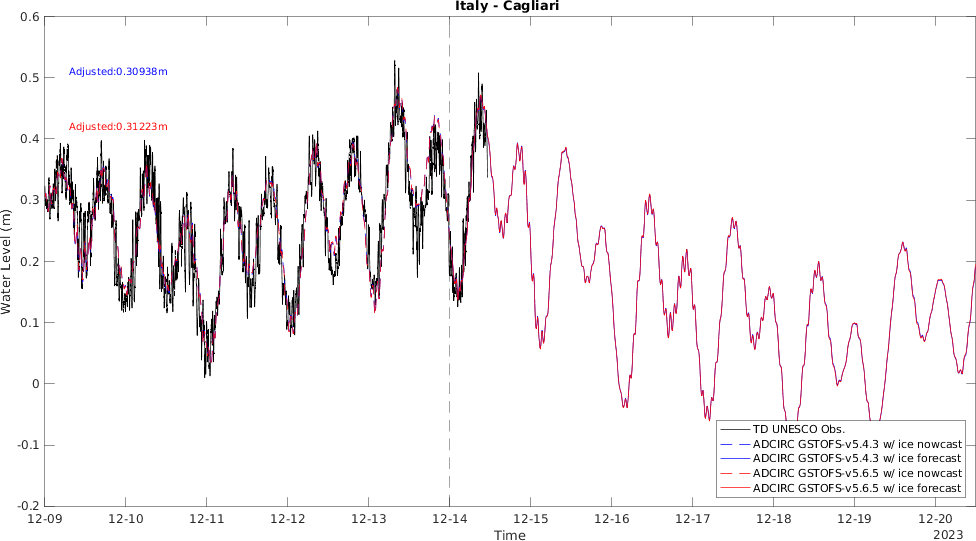 Italy - Cagliari
0.6
0.5
0.4
0.3
0.2
0.1
0
-0.1
-0.2
Water Level (m)
Adjusted:0.30938m
Adjusted:0.31223m
TD UNESCO Obs.
ADCIRC GSTOFS-v5.4.3 w/ ice nowcast
ADCIRC GSTOFS-v5.4.3 w/ ice forecast
ADCIRC GSTOFS-v5.6.5 w/ ice nowcast
ADCIRC GSTOFS-v5.6.5 w/ ice forecast
12-09 12-10 12-11 12-12 12-13 12-14 12-15 12-16 12-17 12-18 12-19 12-20
2023
Time